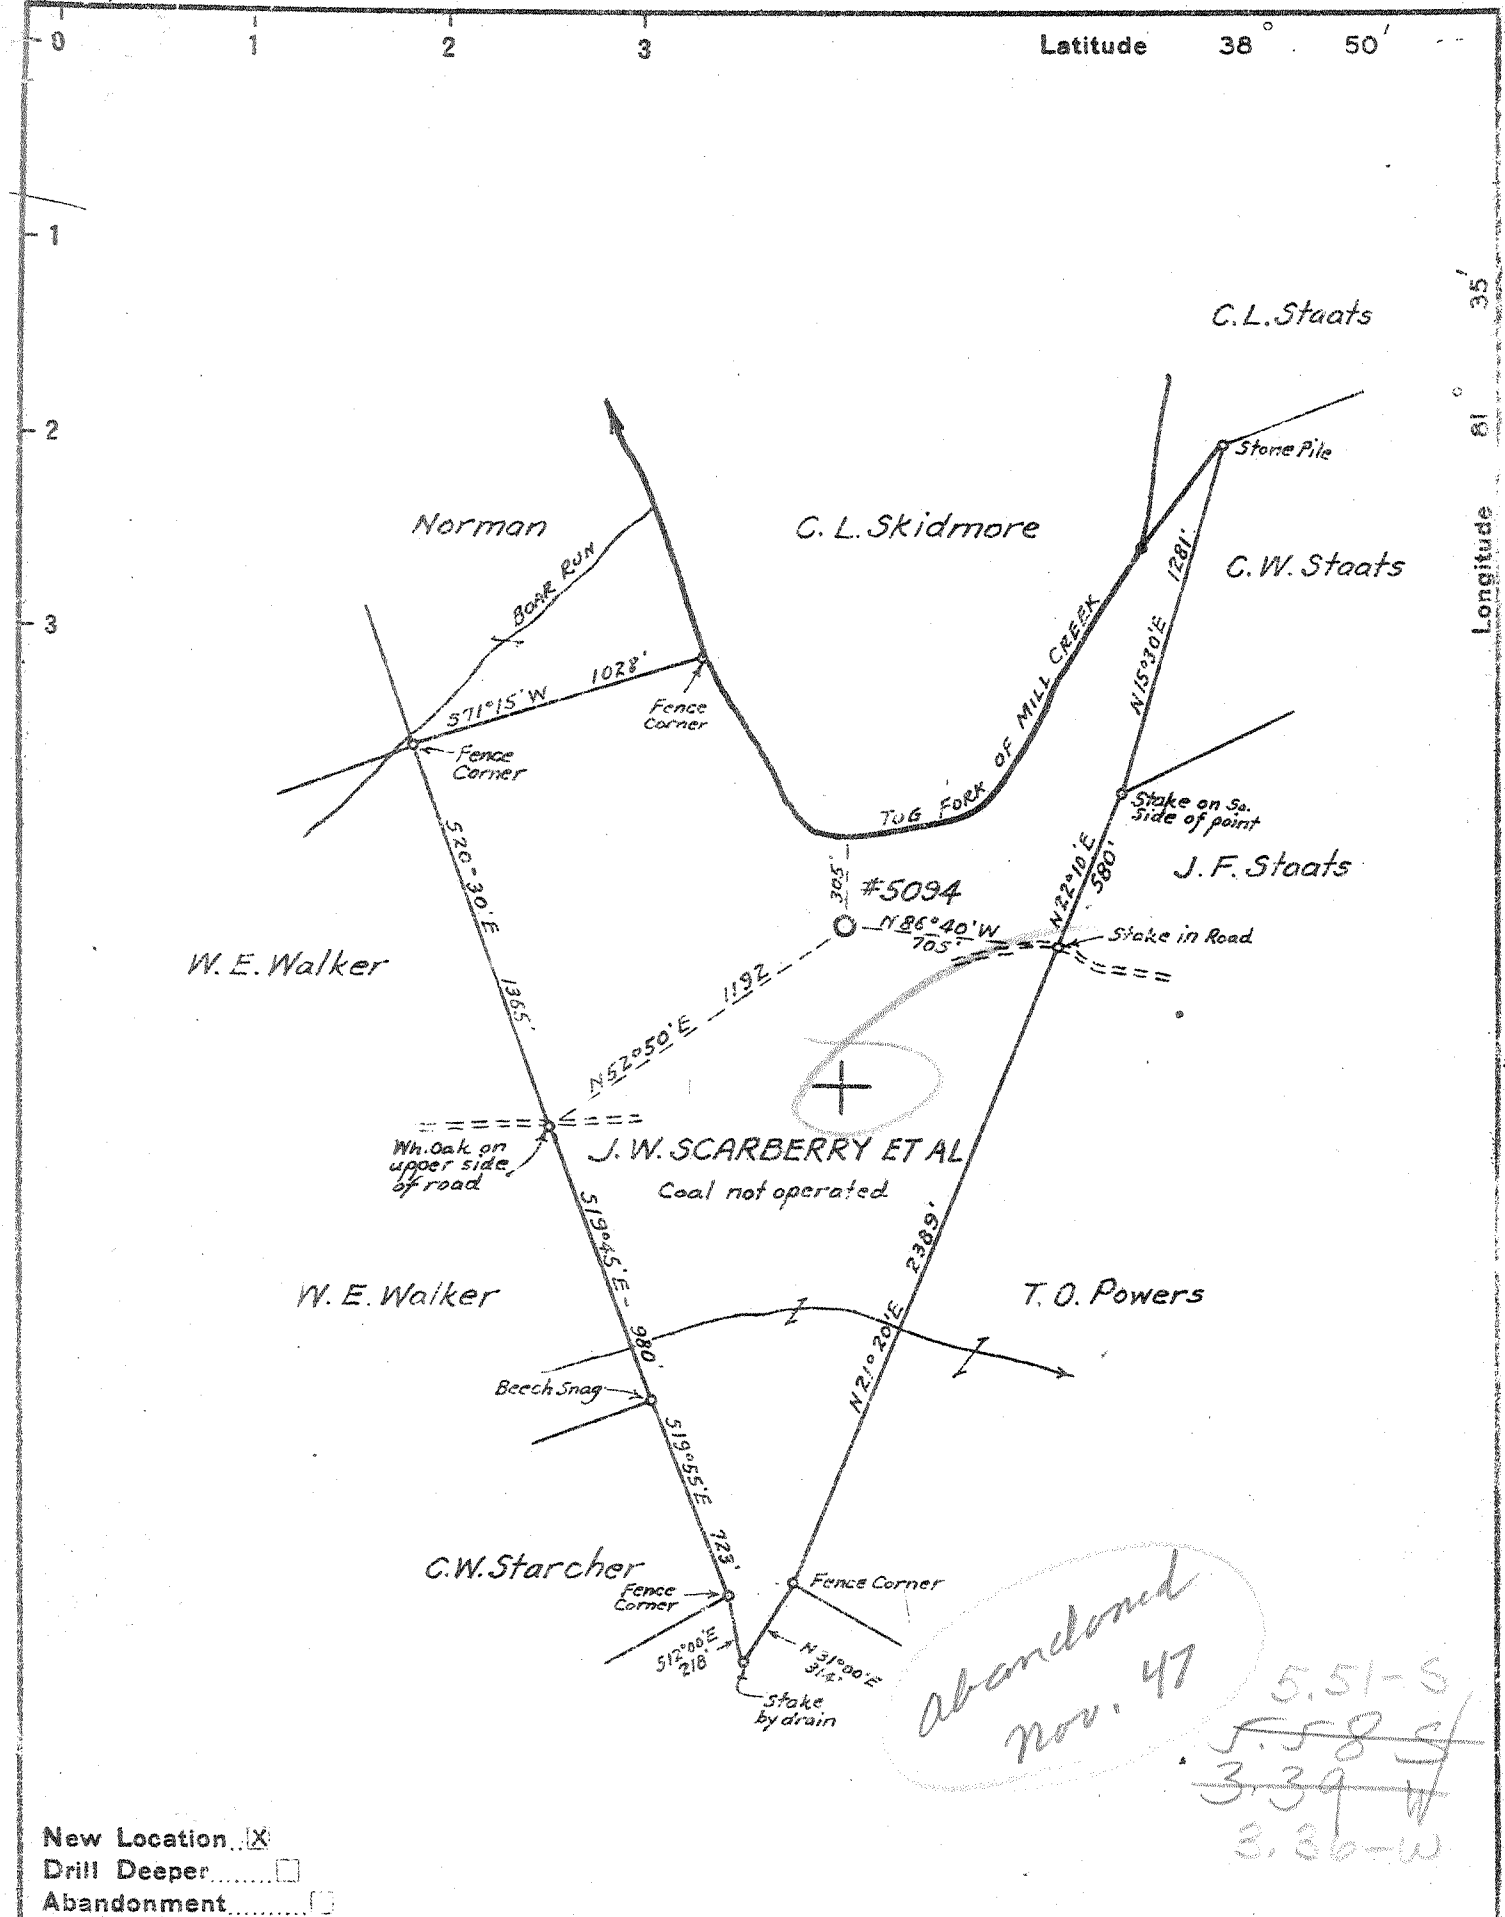 0 1 2 3 Latitude 38° 50'
1
2
3
Longitude 81° 35'
C.L. Staats
Stone Pile
Norman
C. L. Skidmore
C.W. Staats
BOAR RUN
1281'
N15°30'E
S71°15'W 1028'
Fence
Corner
Fence
Corner
TUG FORK OF MILL CREEK
Stake on So.
Side of point
J. F. Staats
N22°10'E
580'
305'
#5094
N86°40'W
705'
Stake in Road
S20°30'E 1365'
W. E. Walker
N52°50'E 1192
Wh. Oak on
upper side
of road
J. W. SCARBERRY ET AL
Coal not operated
S19°45'E - 980'
W. E. Walker
N21°20'E 2389'
T. O. Powers
Beech Snag
S19°55'E 723'
C.W. Starcher
Fence
Corner
Fence Corner
S12°00'E
218'
N31°00'E
314'
Stake
by drain
abandoned
Nov. 47
5.51-S
5.58 S
3.39 W
3.36-W
New Location [X]
Drill Deeper
Abandonment